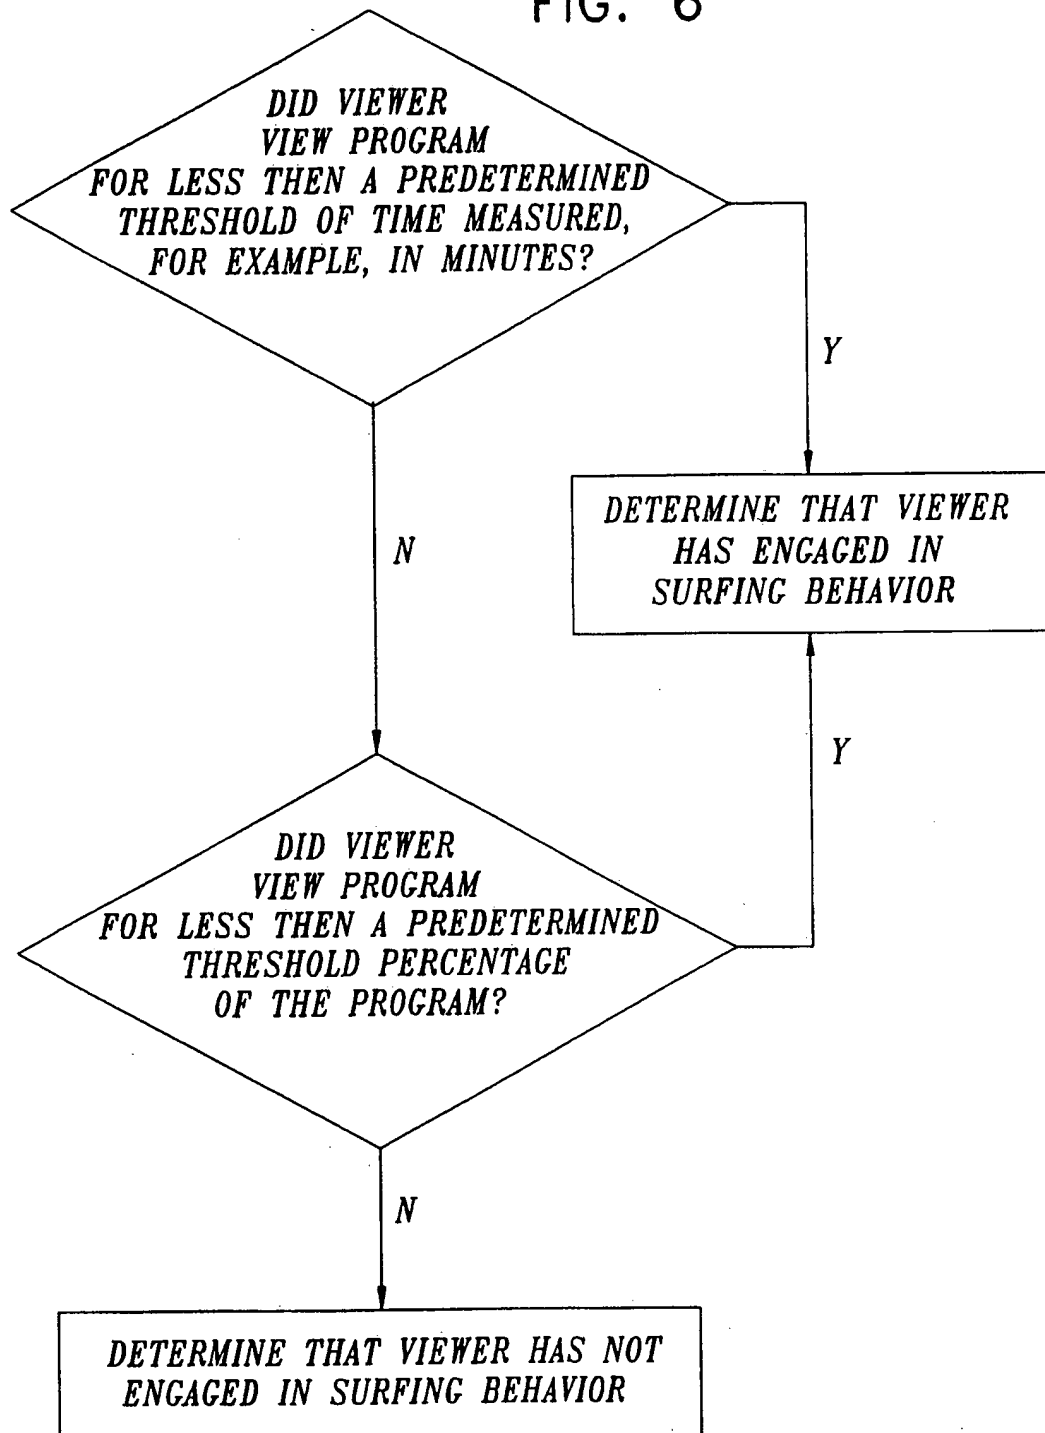 FIG. 6
DID VIEWER
VIEW PROGRAM
FOR LESS THEN A PREDETERMINED
THRESHOLD OF TIME MEASURED,
FOR EXAMPLE, IN MINUTES?
Y
DETERMINE THAT VIEWER
HAS ENGAGED IN
SURFING BEHAVIOR
N
Y
DID VIEWER
VIEW PROGRAM
FOR LESS THEN A PREDETERMINED
THRESHOLD PERCENTAGE
OF THE PROGRAM?
N
DETERMINE THAT VIEWER HAS NOT
ENGAGED IN SURFING BEHAVIOR